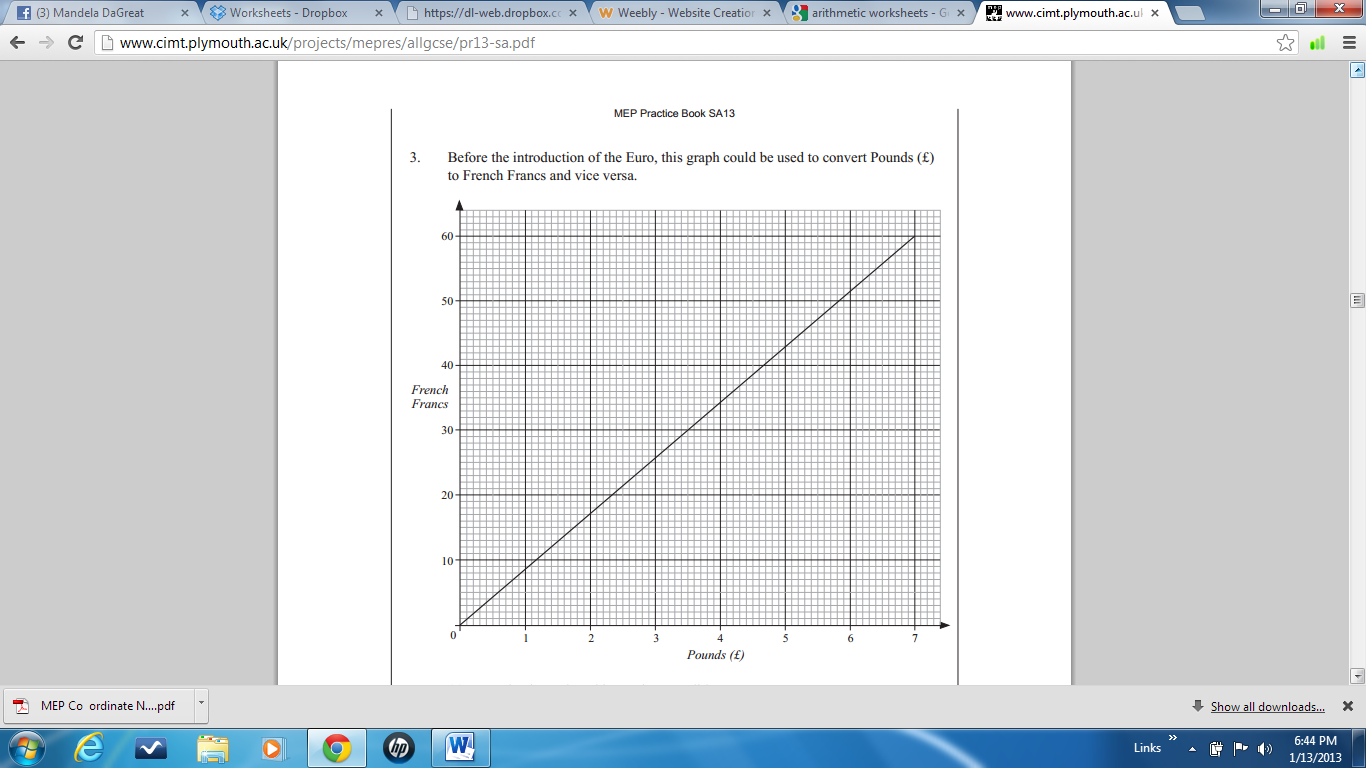 (3) Mandela DaGreat
Worksheets - Dropbox
https://dl-web.dropbox.c
Weebly - Website Creation
arithmetic worksheets - G
www.cimt.plymouth.ac.u
www.cimt.plymouth.ac.uk/projects/mepres/allgcse/pr13-sa.pdf
MEP Practice Book SA13
3. Before the introduction of the Euro, this graph could be used to convert Pounds (£)
to French Francs and vice versa.
60
50
40
French
Francs
30
20
10
0 1 2 3 4 5 6 7
Pounds (£)
MEP Co ordinate N....pdf
Show all downloads...
hp
W
Links
»
6:44 PM
1/13/2013